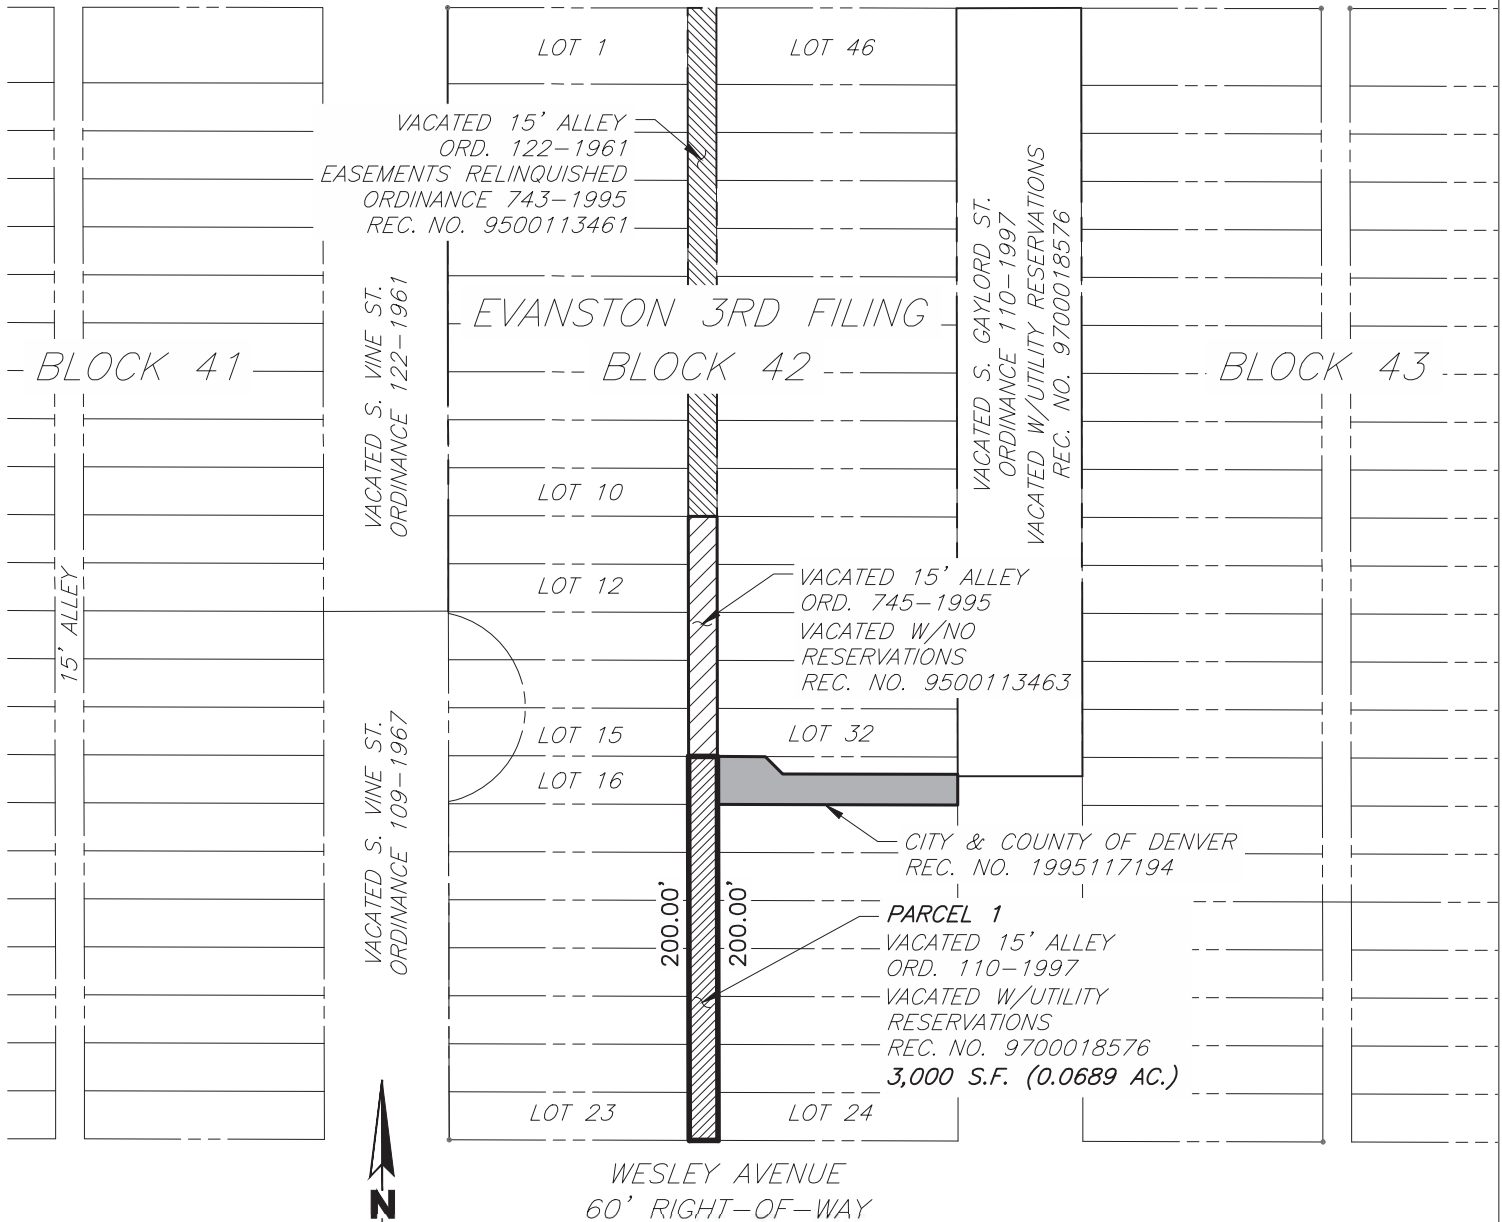 LOT 1
LOT 46
VACATED 15' ALLEY
ORD. 122-1961
EASEMENTS RELINQUISHED
ORDINANCE 743-1995
REC. NO. 9500113461
VACATED S. GAYLORD ST.
ORDINANCE 110-1997
VACATED W/UTILITY RESERVATIONS
REC. NO. 9700018576
VACATED S. VINE ST.
ORDINANCE 122-1961
EVANSTON 3RD FILING
BLOCK 41
BLOCK 42
BLOCK 43
LOT 10
LOT 12
15' ALLEY
VACATED 15' ALLEY
ORD. 745-1995
VACATED W/NO
RESERVATIONS
REC. NO. 9500113463
LOT 15
LOT 32
LOT 16
VACATED S. VINE ST.
ORDINANCE 109-1967
CITY & COUNTY OF DENVER
REC. NO. 1995117194
200.00'
200.00'
PARCEL 1
VACATED 15' ALLEY
ORD. 110-1997
VACATED W/UTILITY
RESERVATIONS
REC. NO. 9700018576
3,000 S.F. (0.0689 AC.)
LOT 23
LOT 24
N
WESLEY AVENUE
60' RIGHT-OF-WAY